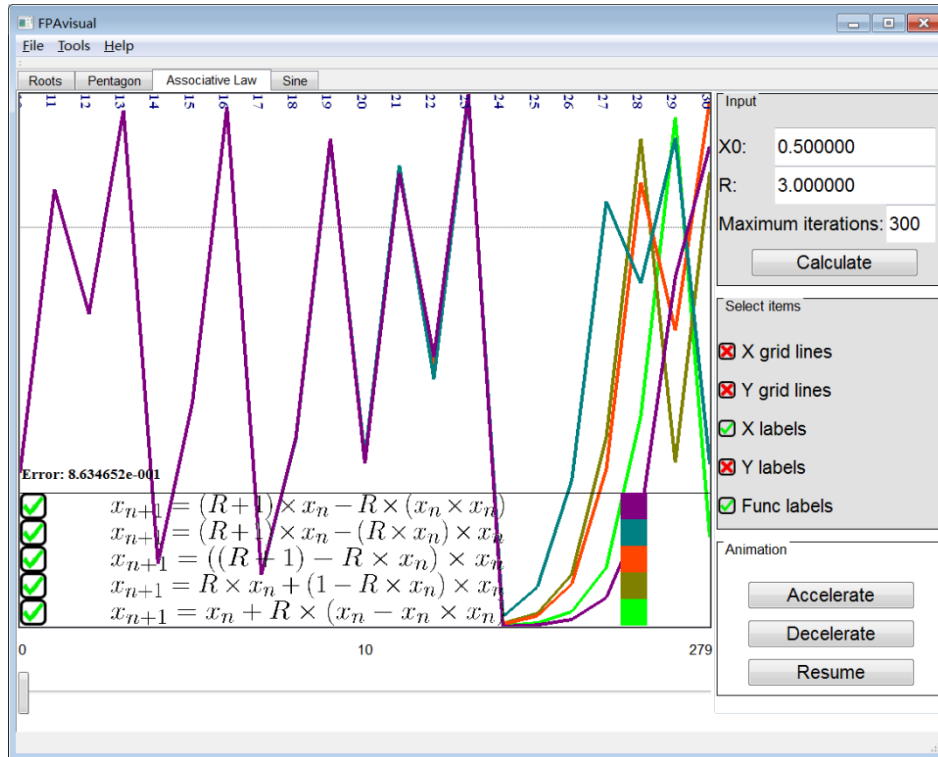 FPAvisual
File Tools Help
Roots Pentagon Associative Law Sine
11 12 13 14 15 16 17 18 19 20 21 22 23 24 25 26 27 28 29 30
Error: 8.634652e-001
x_{n+1} = (R+1) × x_n − R × (x_n × x_n)
x_{n+1} = (R+1) × x_n − (R × x_n) × x_n
x_{n+1} = ((R+1) − R × x_n) × x_n
x_{n+1} = R × x_n + (1 − R × x_n) × x_n
x_{n+1} = x_n + R × (x_n − x_n × x_n)
0 10 279
Input
X0: 0.500000
R: 3.000000
Maximum iterations: 300
Calculate
Select items
X grid lines
Y grid lines
X labels
Y labels
Func labels
Animation
Accelerate
Decelerate
Resume